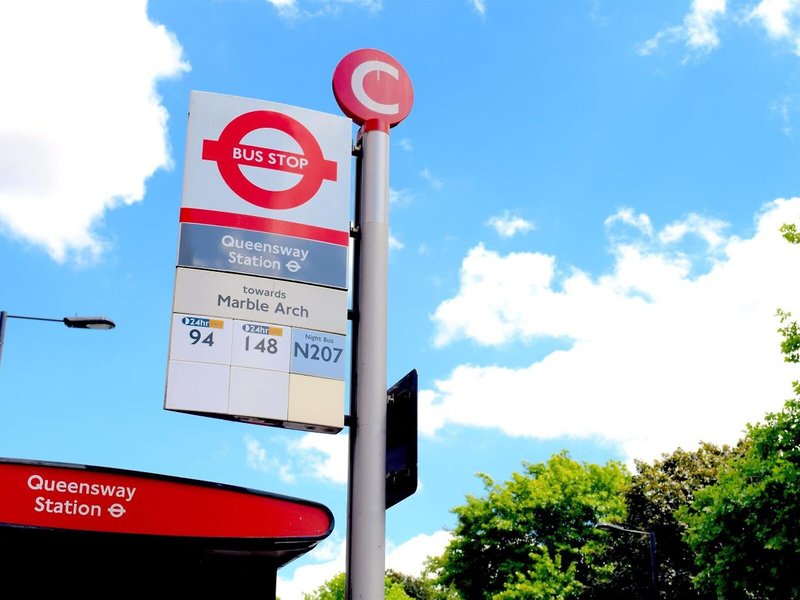 C
BUS STOP
Queensway
Station
towards
Marble Arch
24hr
94
24hr
148
Night Bus
N207
Queensway
Station